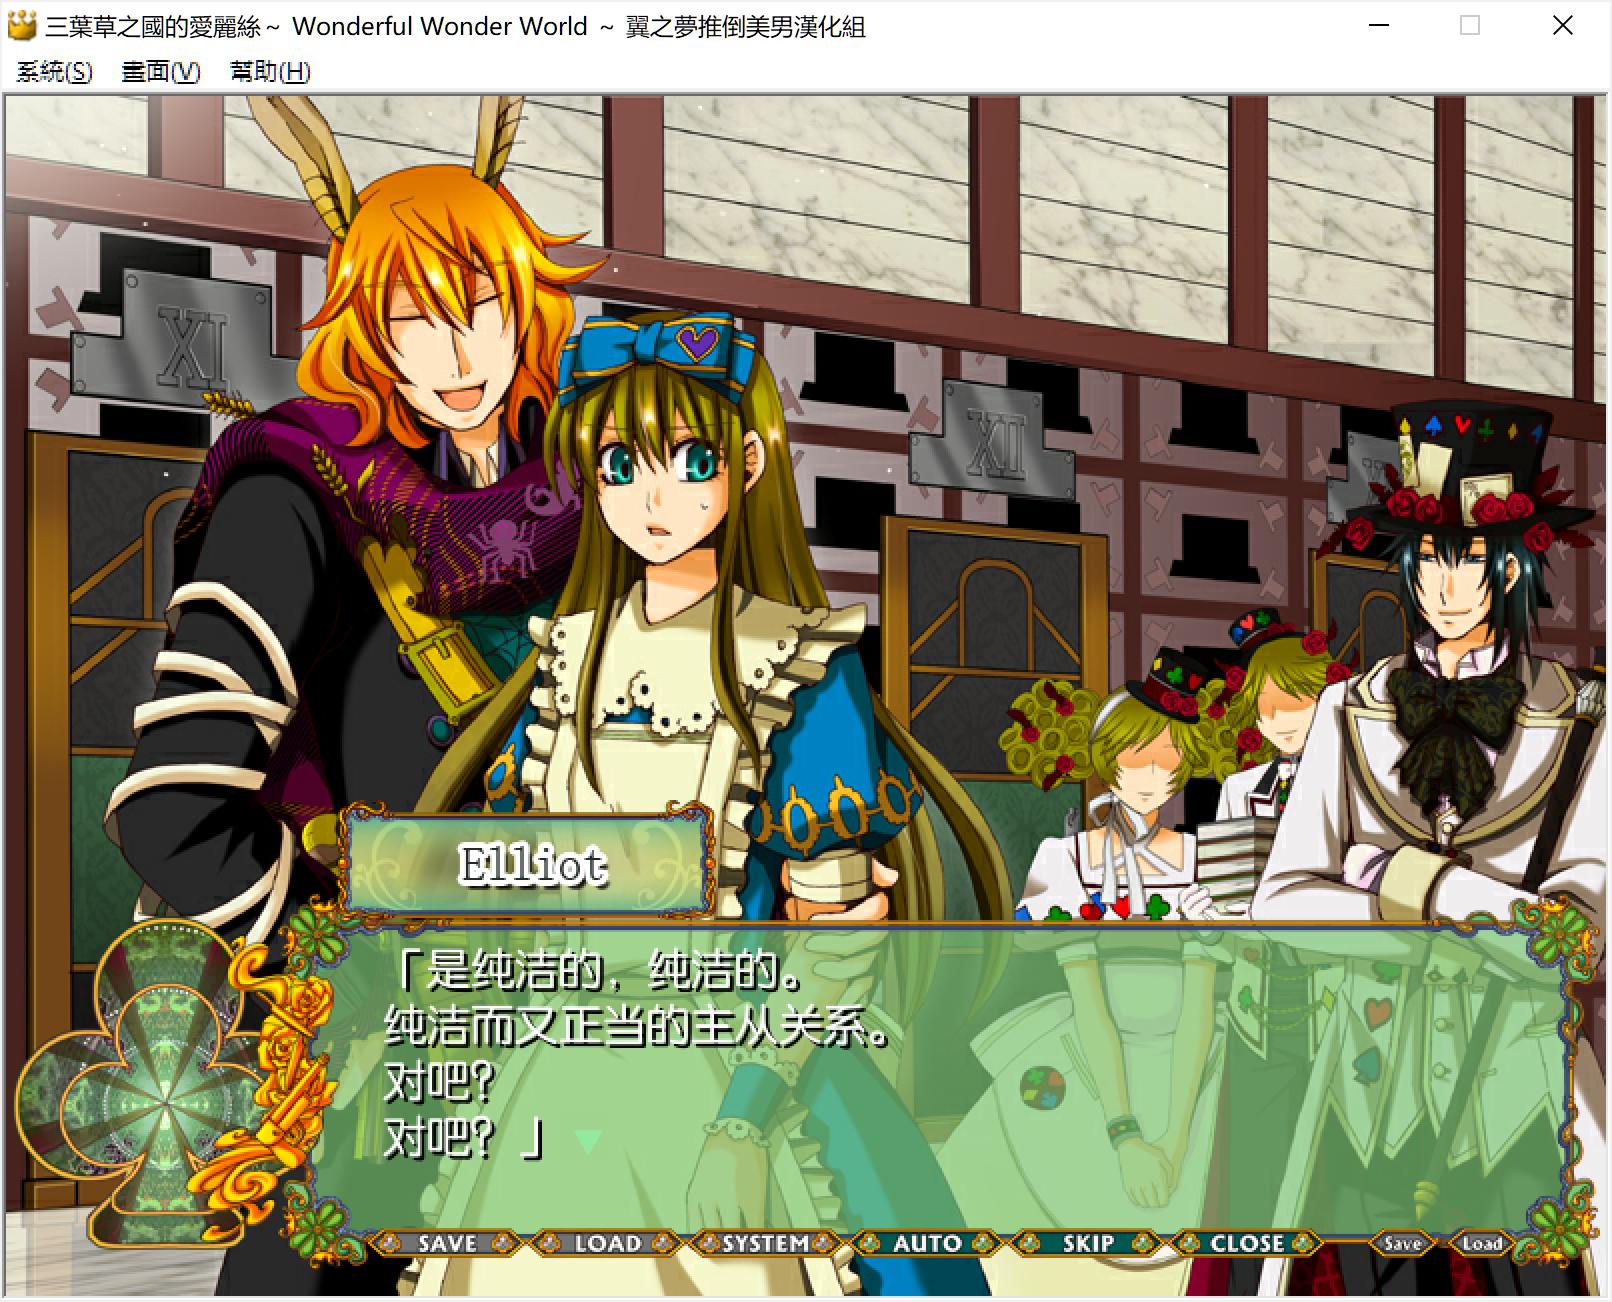 三葉草之國的愛麗絲～ Wonderful Wonder World ～ 翼之夢推倒美男漢化組
系統(S) 畫面(V) 幫助(H)
XI
XI
Elliot
「是纯洁的，纯洁的。
纯洁而又正当的主从关系。
对吧？
对吧？」
SAVE LOAD SYSTEM AUTO SKIP CLOSE Save Load